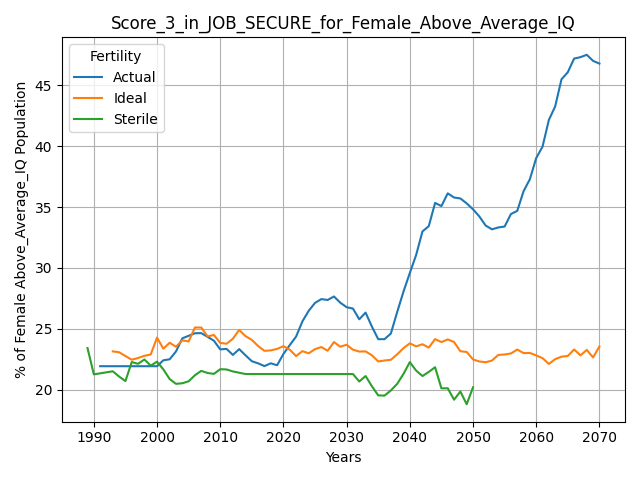 Score_3_in_JOB_SECURE_for_Female_Above_Average_IQ
Fertility
Actual
Ideal
Sterile
% of Female Above_Average_IQ Population
45
40
35
30
25
20
1990 2000 2010 2020 2030 2040 2050 2060 2070
Years